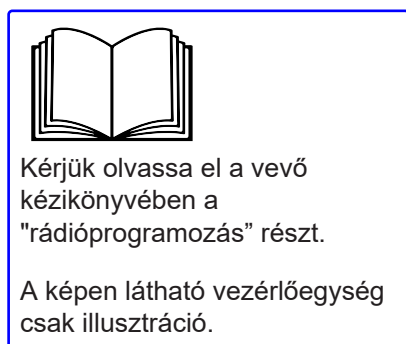 Kérjük olvassa el a vevő
kézikönyvében a
"rádióprogramozás” részt.
A képen látható vezérlőegység
csak illusztráció.